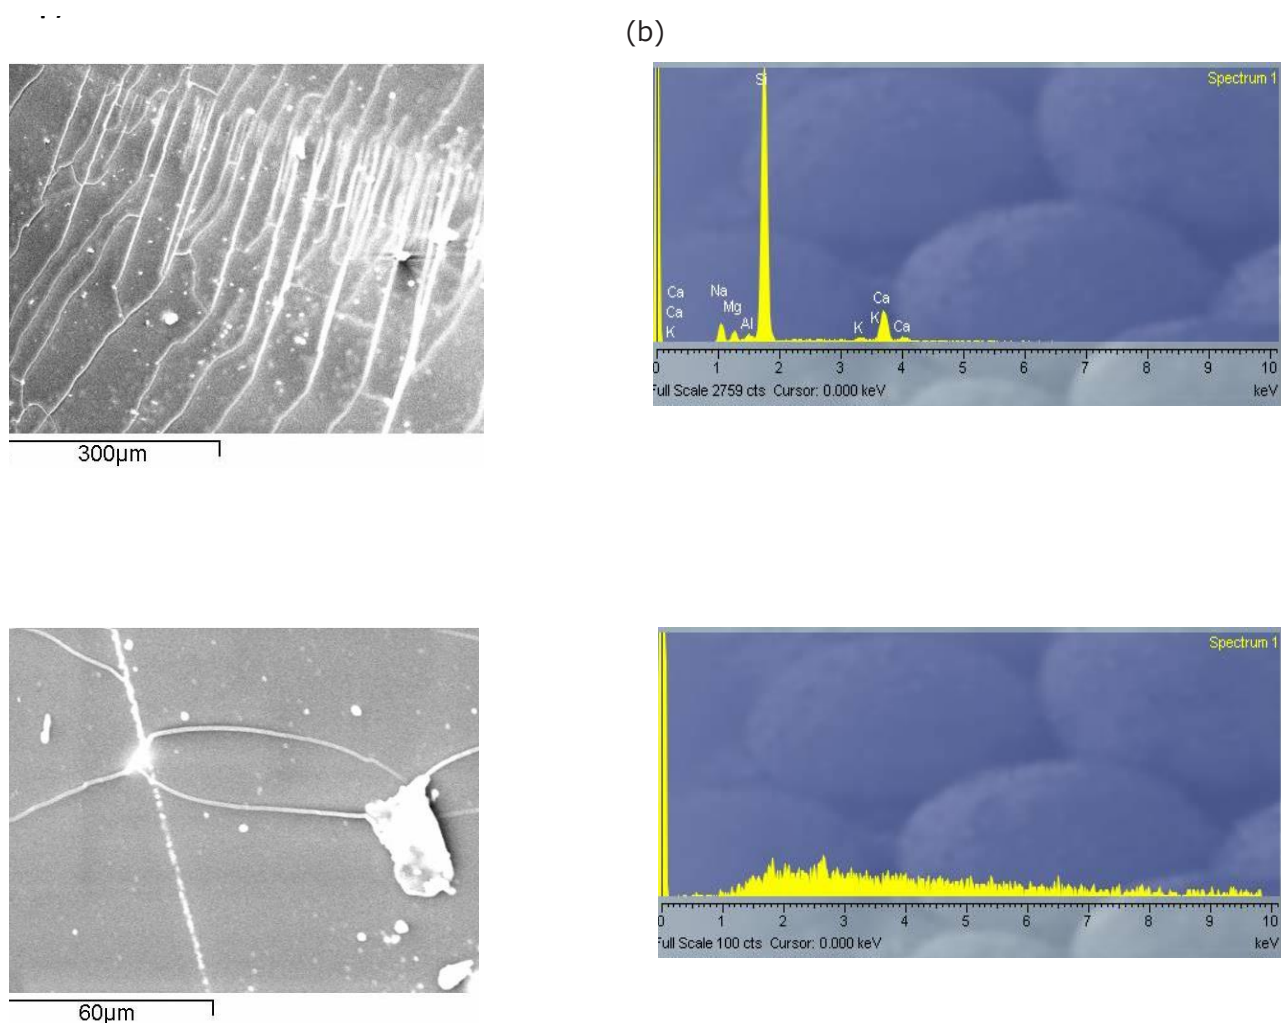 (b)
Spectrum 1
Si
Ca
Na
Ca
Ca
Mg
K
Al
K
K
Ca
0 1 2 3 4 5 6 7 8 9 10
Full Scale 2759 cts Cursor: 0.000 keV
keV
300µm
Spectrum 1
0 1 2 3 4 5 6 7 8 9 10
Full Scale 100 cts Cursor: 0.000 keV
keV
60µm